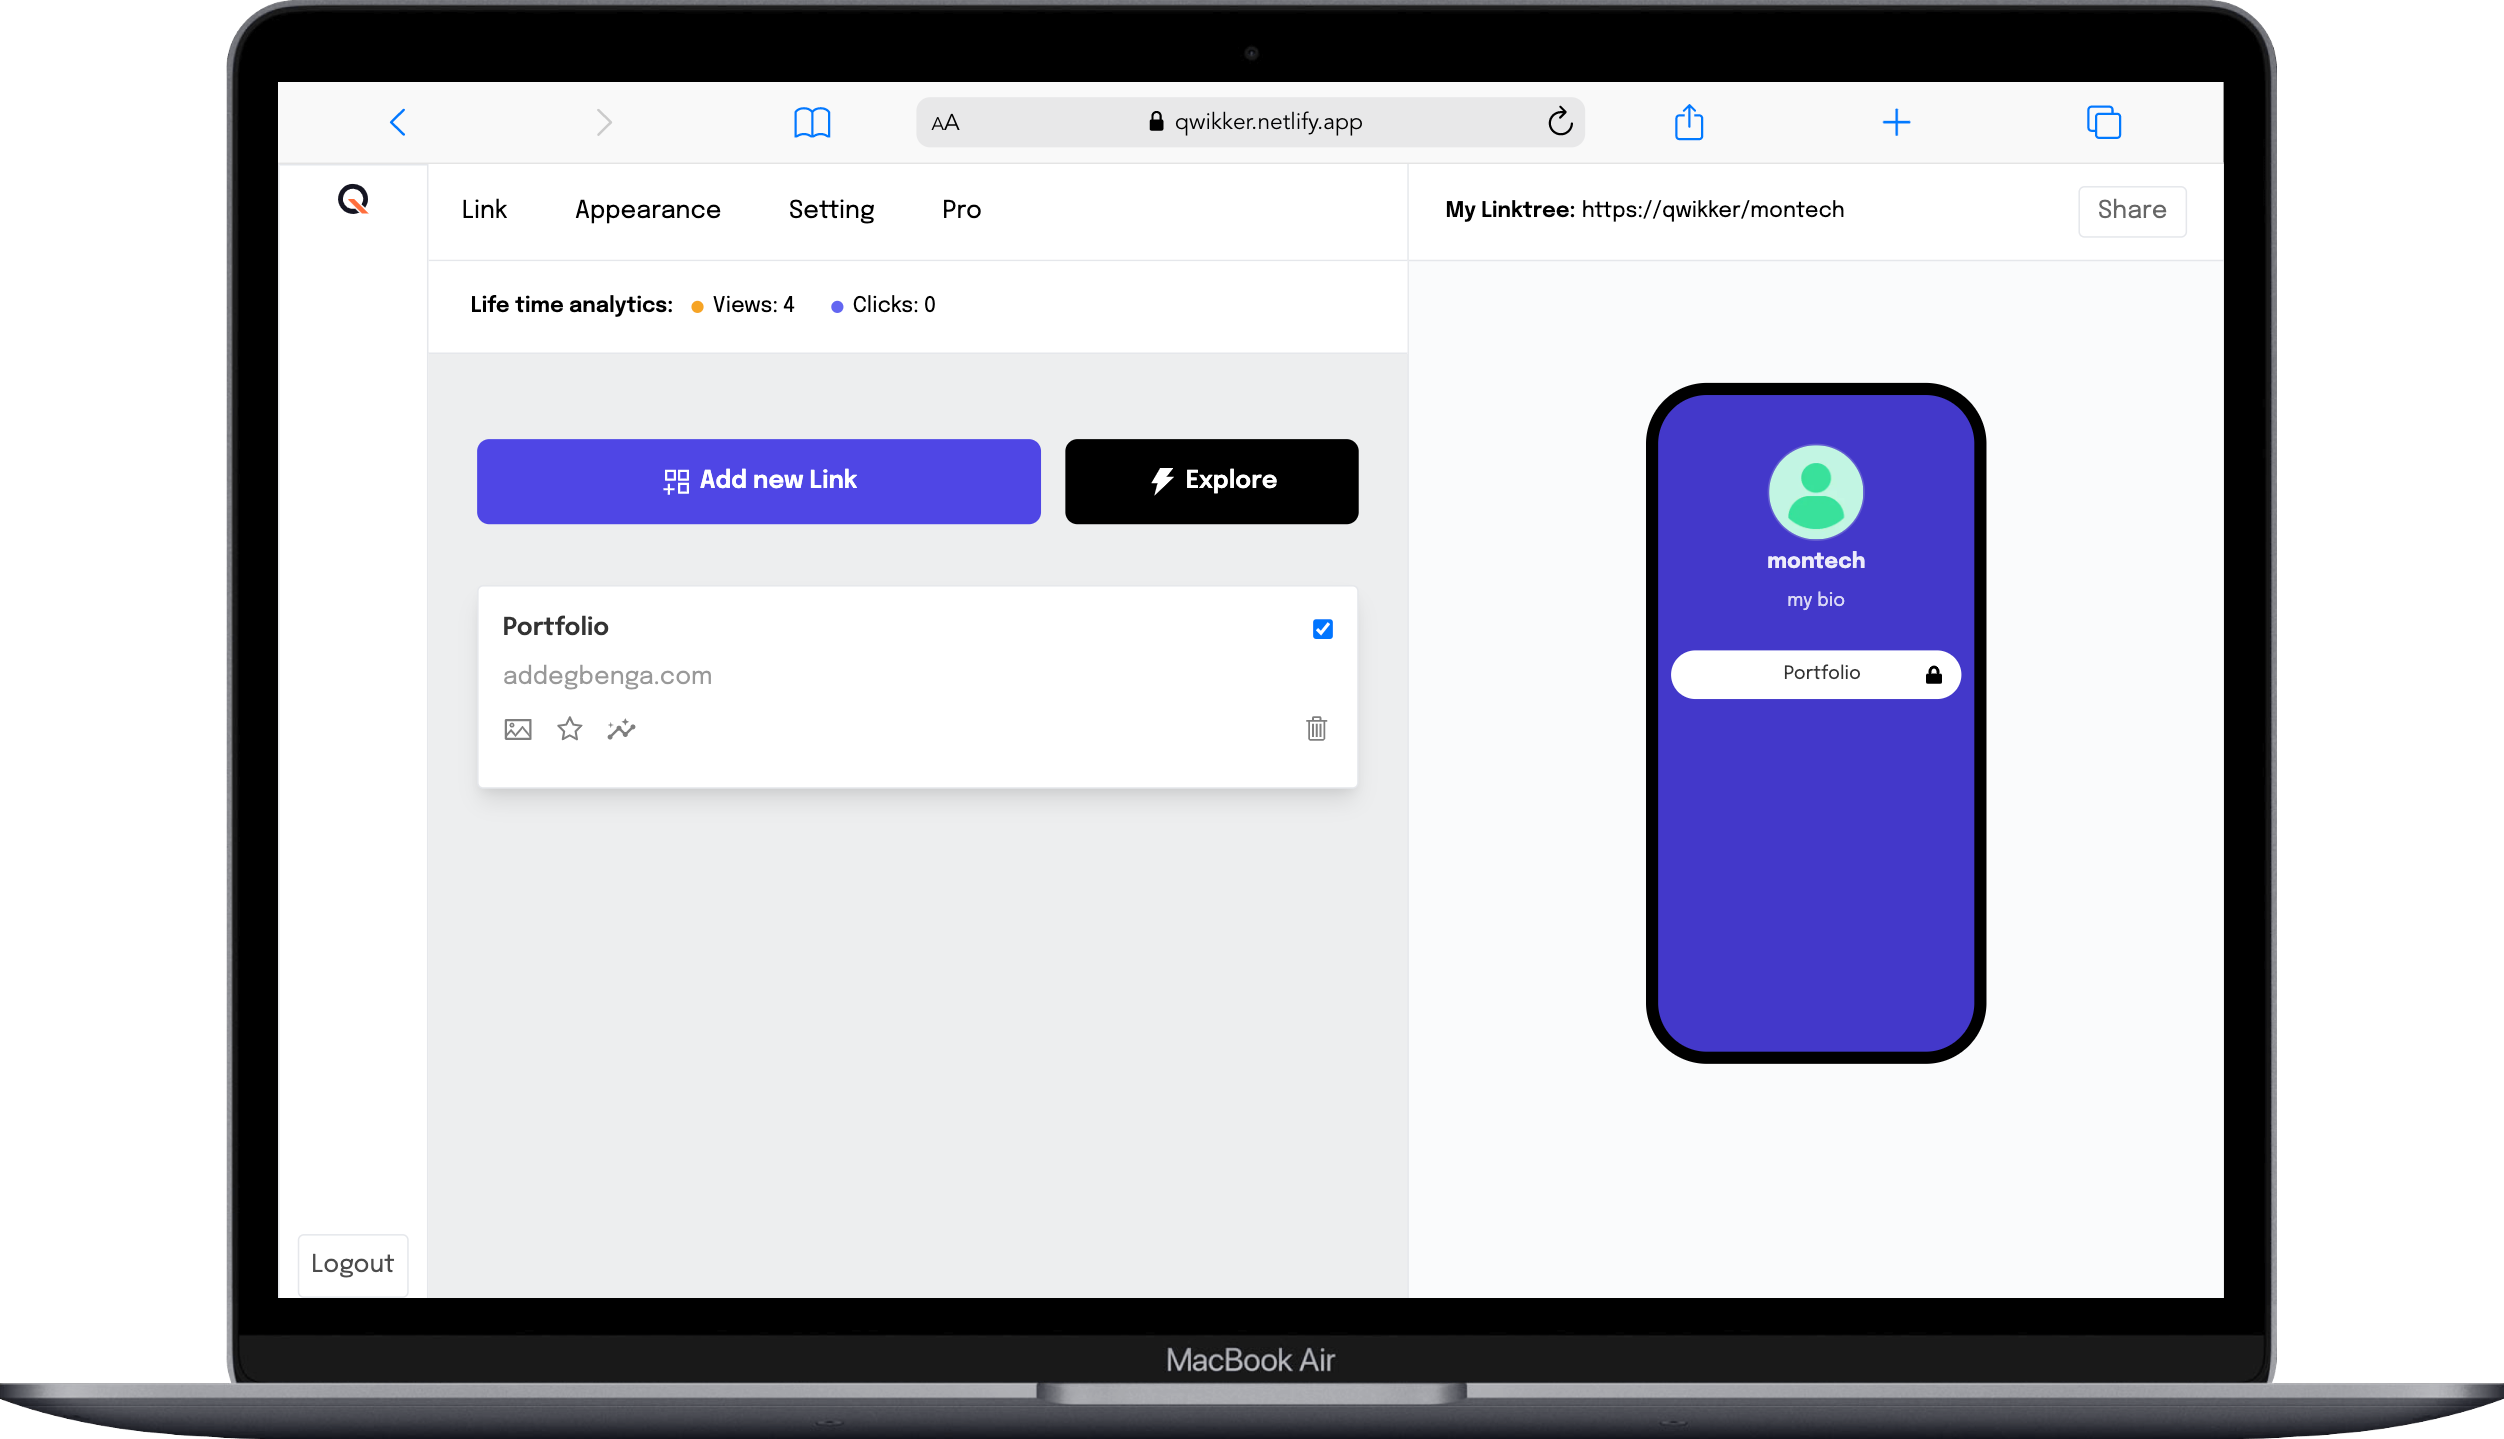 AA
qwikker.netlify.app
Link Appearance Setting Pro
My Linktree: https://qwikker/montech
Share
Life time analytics: Views: 4 Clicks: 0
Add new Link
Explore
Portfolio
addegbenga.com
montech
my bio
Portfolio
Logout
MacBook Air